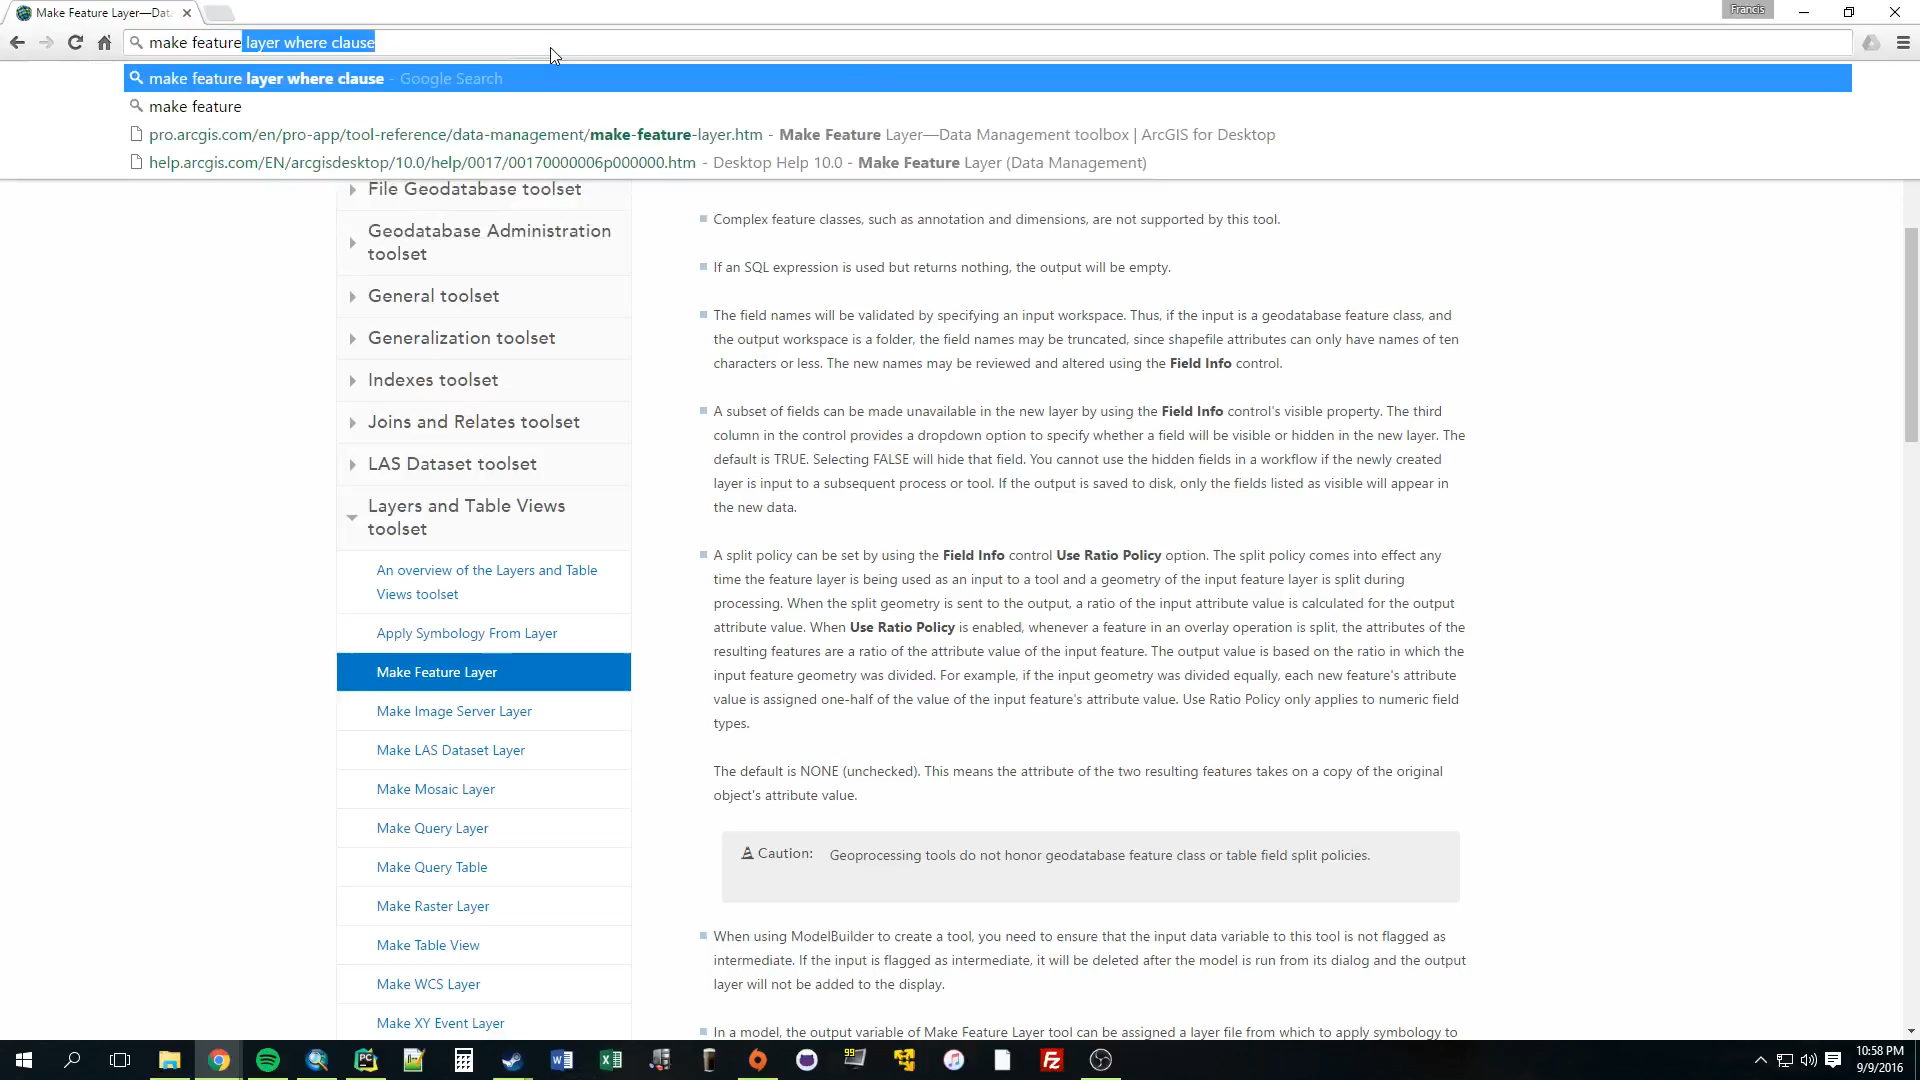 Make Feature Layer—Dat
Francis
make feature layer where clause
make feature layer where clause - Google Search
make feature
pro.arcgis.com/en/pro-app/tool-reference/data-management/make-feature-layer.htm - Make Feature Layer—Data Management toolbox | ArcGIS for Desktop
help.arcgis.com/EN/arcgisdesktop/10.0/help/0017/00170000006p000000.htm - Desktop Help 10.0 - Make Feature Layer (Data Management)
File Geodatabase toolset
Geodatabase Administration
toolset
General toolset
Generalization toolset
Indexes toolset
Joins and Relates toolset
LAS Dataset toolset
Layers and Table Views
toolset
An overview of the Layers and Table
Views toolset
Apply Symbology From Layer
Make Feature Layer
Make Image Server Layer
Make LAS Dataset Layer
Make Mosaic Layer
Make Query Layer
Make Query Table
Make Raster Layer
Make Table View
Make WCS Layer
Make XY Event Layer
Complex feature classes, such as annotation and dimensions, are not supported by this tool.
If an SQL expression is used but returns nothing, the output will be empty.
The field names will be validated by specifying an input workspace. Thus, if the input is a geodatabase feature class, and
the output workspace is a folder, the field names may be truncated, since shapefile attributes can only have names of ten
characters or less. The new names may be reviewed and altered using the Field Info control.
A subset of fields can be made unavailable in the new layer by using the Field Info control's visible property. The third
column in the control provides a dropdown option to specify whether a field will be visible or hidden in the new layer. The
default is TRUE. Selecting FALSE will hide that field. You cannot use the hidden fields in a workflow if the newly created
layer is input to a subsequent process or tool. If the output is saved to disk, only the fields listed as visible will appear in
the new data.
A split policy can be set by using the Field Info control Use Ratio Policy option. The split policy comes into effect any
time the feature layer is being used as an input to a tool and a geometry of the input feature layer is split during
processing. When the split geometry is sent to the output, a ratio of the input attribute value is calculated for the output
attribute value. When Use Ratio Policy is enabled, whenever a feature in an overlay operation is split, the attributes of the
resulting features are a ratio of the attribute value of the input feature. The output value is based on the ratio in which the
input feature geometry was divided. For example, if the input geometry was divided equally, each new feature's attribute
value is assigned one-half of the value of the input feature's attribute value. Use Ratio Policy only applies to numeric field
types.
The default is NONE (unchecked). This means the attribute of the two resulting features takes on a copy of the original
object's attribute value.
Caution: Geoprocessing tools do not honor geodatabase feature class or table field split policies.
When using ModelBuilder to create a tool, you need to ensure that the input data variable to this tool is not flagged as
intermediate. If the input is flagged as intermediate, it will be deleted after the model is run from its dialog and the output
layer will not be added to the display.
In a model, the output variable of Make Feature Layer tool can be assigned a layer file from which to apply symbology to
10:58 PM
9/9/2016